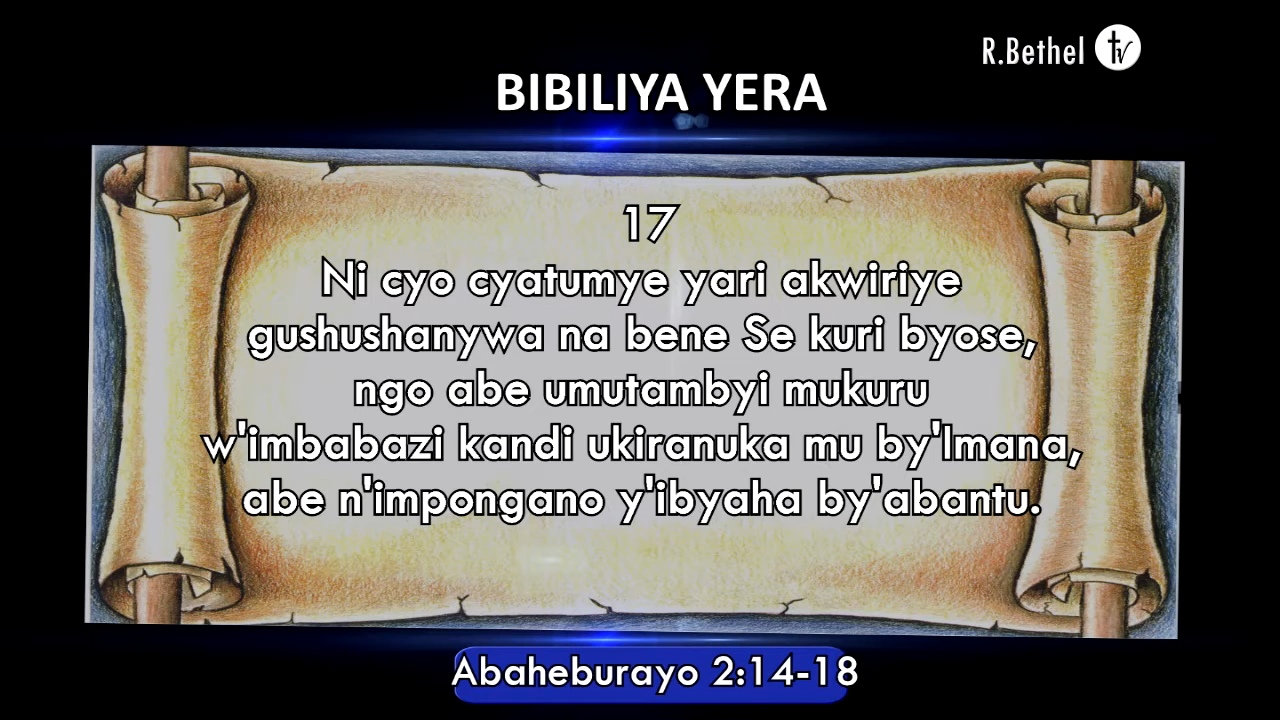 R.Bethel tv
BIBILIYA YERA
17
Ni cyo cyatumye yari akwiriye
gushushanywa na bene Se kuri byose,
ngo abe umutambyi mukuru
w'imbabazi kandi ukiranuka mu by'Imana,
abe n'impongano y'ibyaha by'abantu.
Abaheburayo 2:14-18